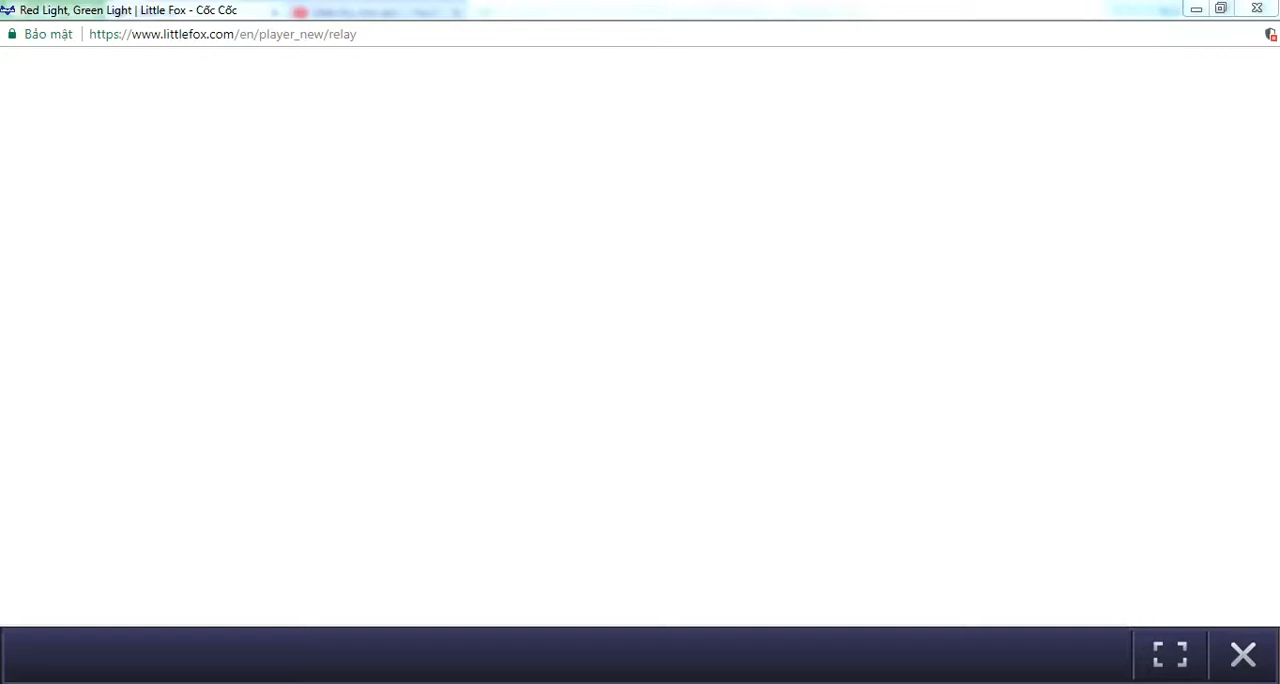 Red Light, Green Light | Little Fox - Cốc Cốc
Bảo mật | https://www.littlefox.com/en/player_new/relay